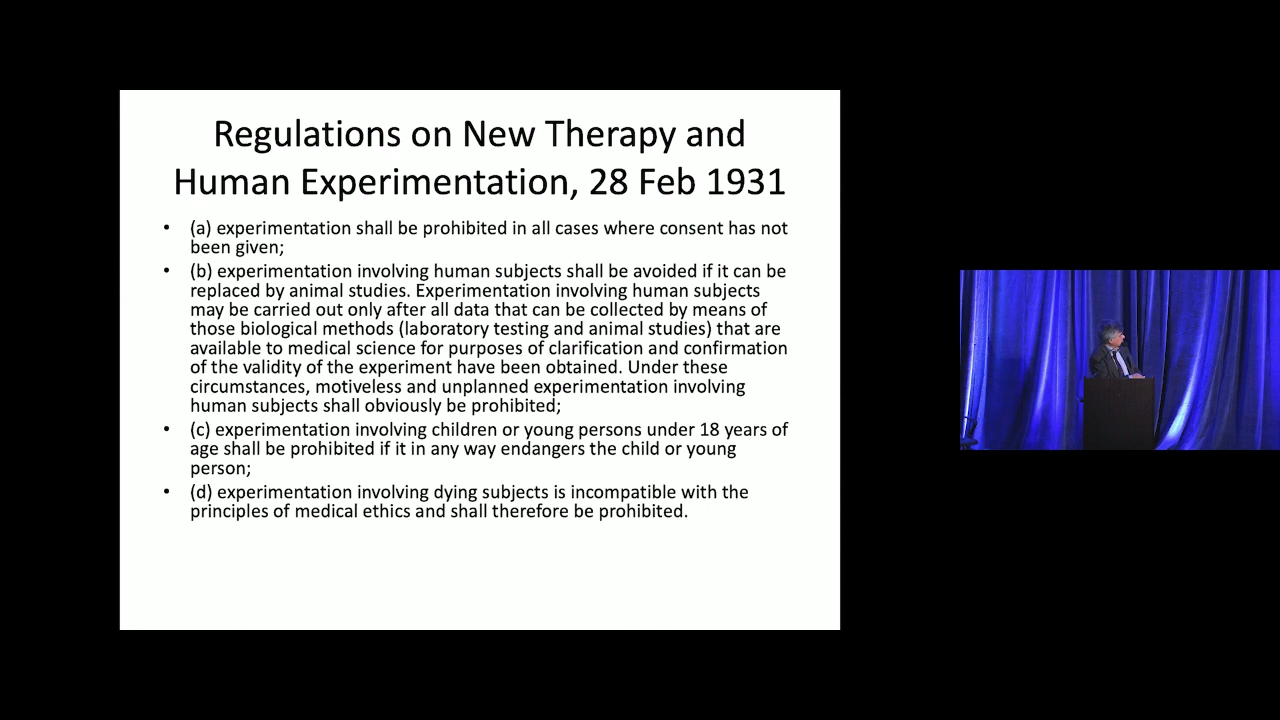 Regulations on New Therapy and
Human Experimentation, 28 Feb 1931
• (a) experimentation shall be prohibited in all cases where consent has not
been given;
• (b) experimentation involving human subjects shall be avoided if it can be
replaced by animal studies. Experimentation involving human subjects
may be carried out only after all data that can be collected by means of
those biological methods (laboratory testing and animal studies) that are
available to medical science for purposes of clarification and confirmation
of the validity of the experiment have been obtained. Under these
circumstances, motiveless and unplanned experimentation involving
human subjects shall obviously be prohibited;
• (c) experimentation involving children or young persons under 18 years of
age shall be prohibited if it in any way endangers the child or young
person;
• (d) experimentation involving dying subjects is incompatible with the
principles of medical ethics and shall therefore be prohibited.